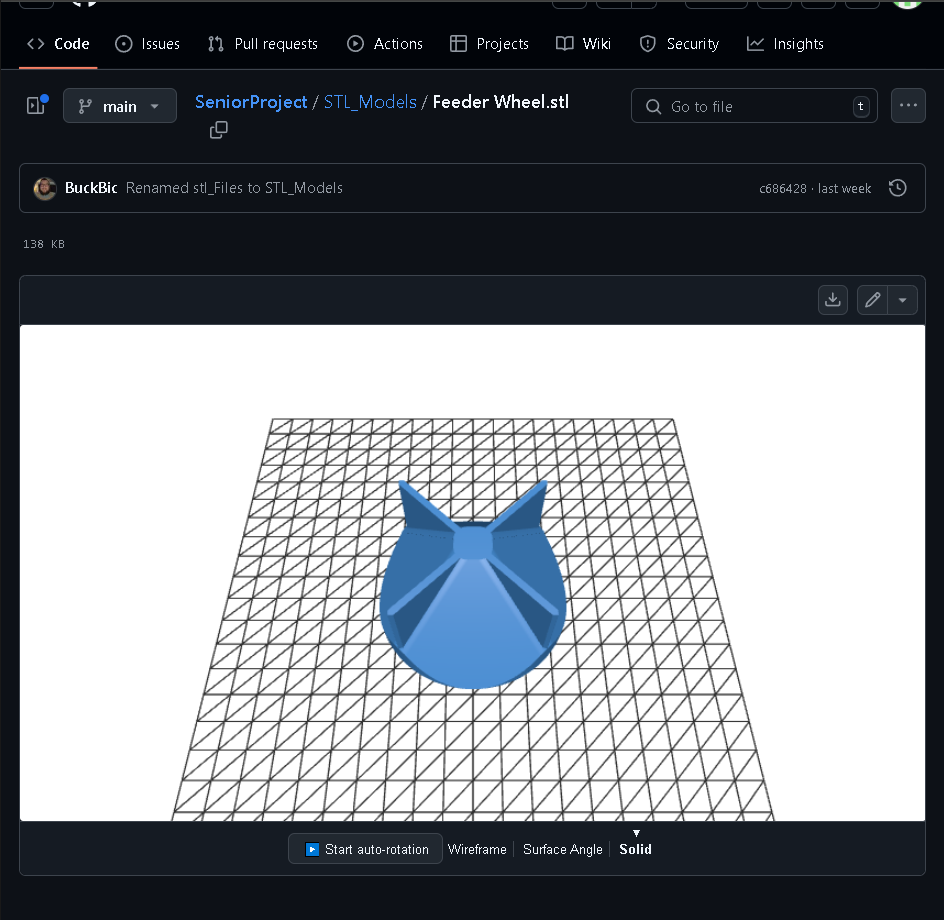 Code Issues Pull requests Actions Projects Wiki Security Insights
main SeniorProject / STL_Models / Feeder Wheel.stl Go to file t
BuckBic Renamed stl_Files to STL_Models c686428 · last week
138 KB
Start auto-rotation Wireframe Surface Angle Solid